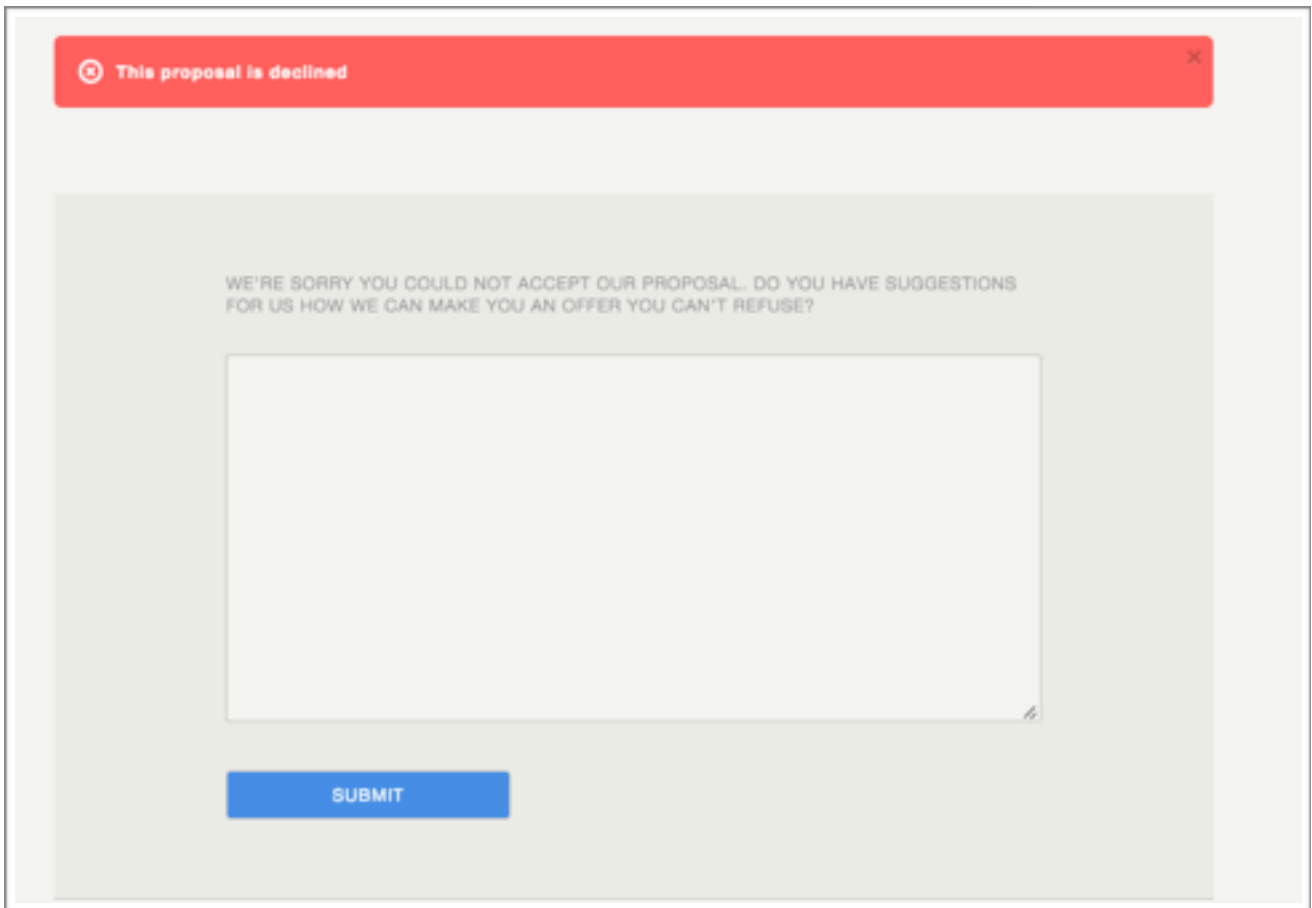 This proposal is declined
WE'RE SORRY YOU COULD NOT ACCEPT OUR PROPOSAL. DO YOU HAVE SUGGESTIONS
FOR US HOW WE CAN MAKE YOU AN OFFER YOU CAN'T REFUSE?
SUBMIT